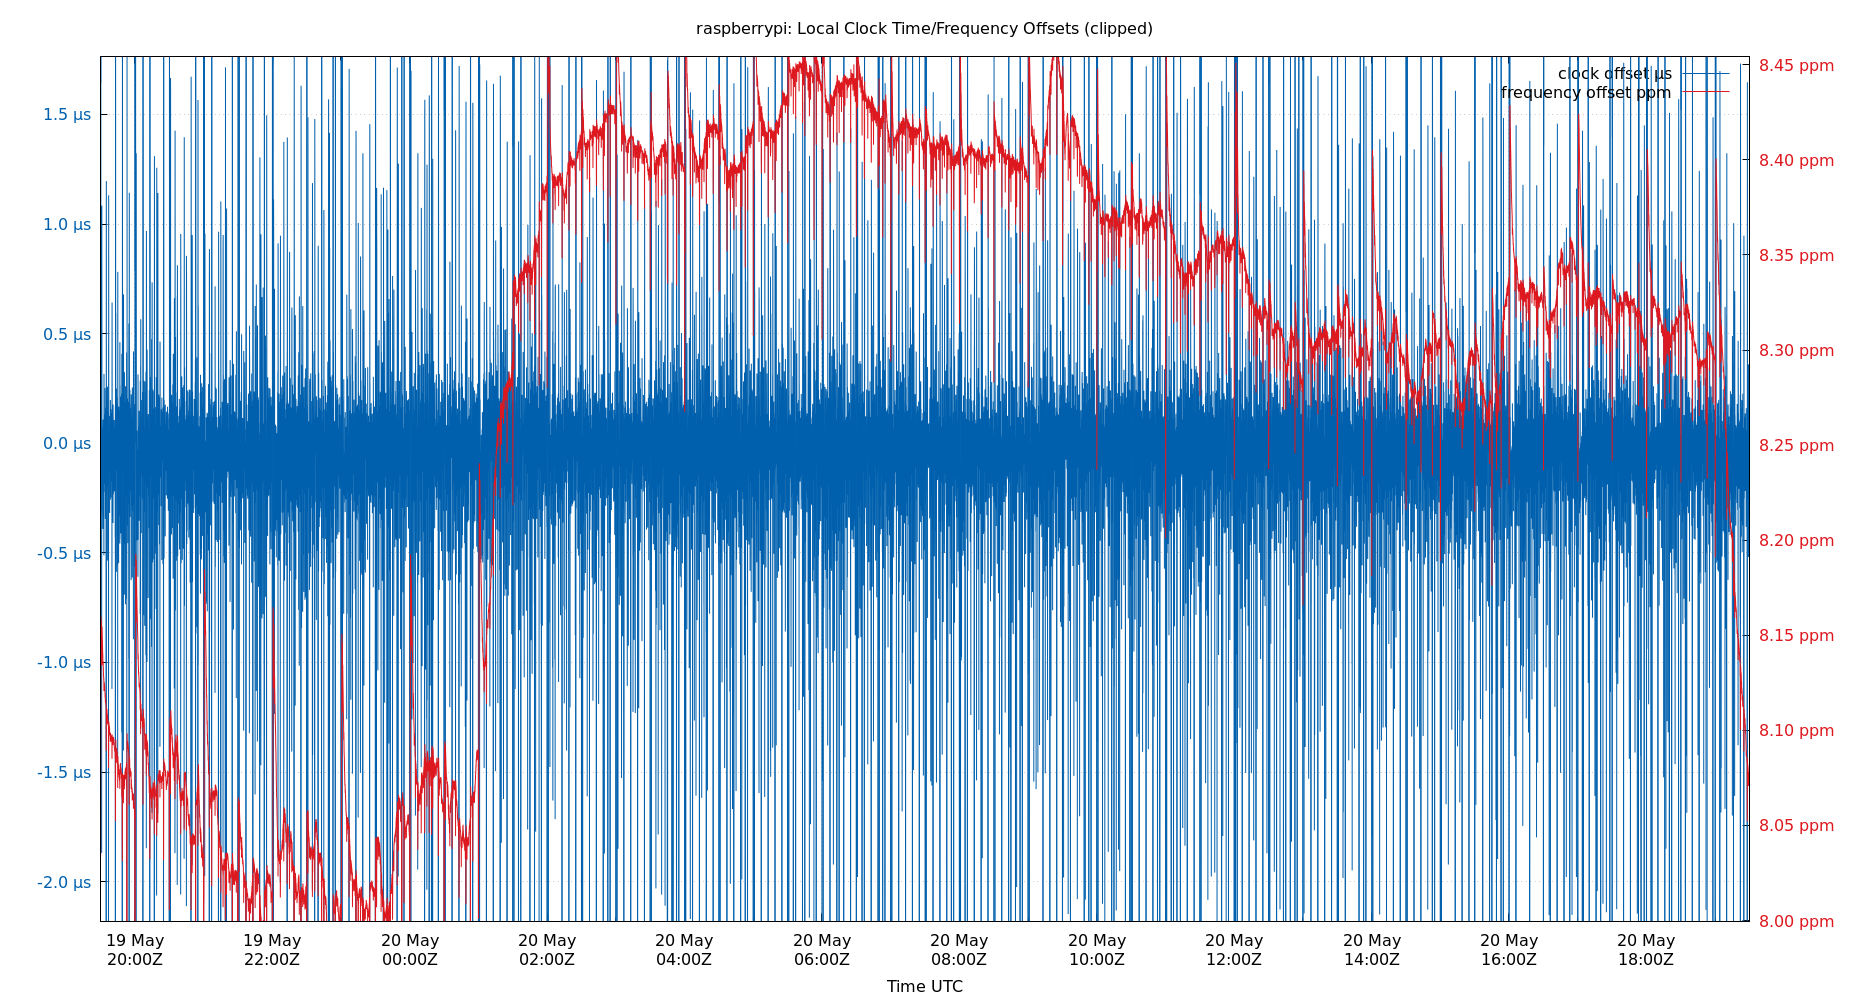 raspberrypi: Local Clock Time/Frequency Offsets (clipped)
clock offset µs
frequency offset ppm
1.5 µs
1.0 µs
0.5 µs
0.0 µs
-0.5 µs
-1.0 µs
-1.5 µs
-2.0 µs
8.45 ppm
8.40 ppm
8.35 ppm
8.30 ppm
8.25 ppm
8.20 ppm
8.15 ppm
8.10 ppm
8.05 ppm
8.00 ppm
19 May 19 May 20 May 20 May 20 May 20 May 20 May 20 May 20 May 20 May 20 May 20 May
20:00Z 22:00Z 00:00Z 02:00Z 04:00Z 06:00Z 08:00Z 10:00Z 12:00Z 14:00Z 16:00Z 18:00Z
Time UTC